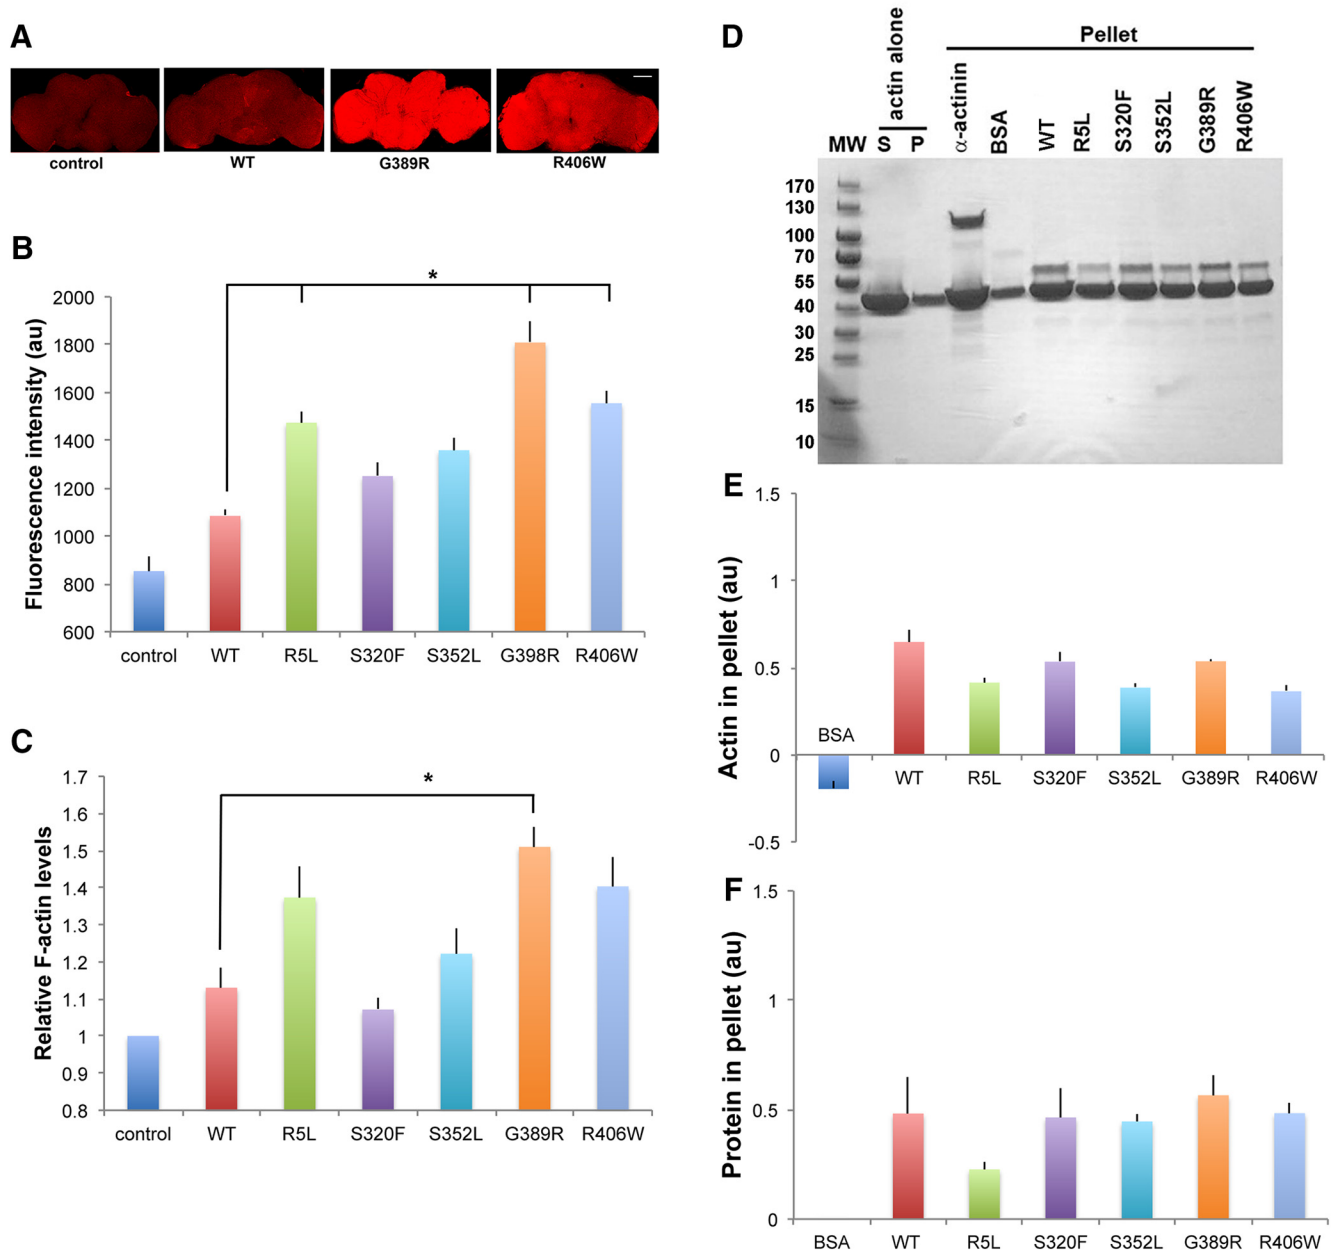 A
control
WT
G389R
R406W
B
*
Fluorescence intensity (au)
2000
1800
1600
1400
1200
1000
800
600
control WT R5L S320F S352L G398R R406W
C
*
Relative F-actin levels
1.7
1.6
1.5
1.4
1.3
1.2
1.1
1
0.9
0.8
control WT R5L S320F S352L G389R R406W
D
actin alone
Pellet
MW S P α-actinin BSA WT R5L S320F S352L G389R R406W
170
130
100
70
55
40
30
25
15
10
E
Actin in pellet (au)
1.5
1
0.5
0
-0.5
BSA
WT R5L S320F S352L G389R R406W
F
Protein in pellet (au)
1.5
1
0.5
0
BSA WT R5L S320F S352L G389R R406W